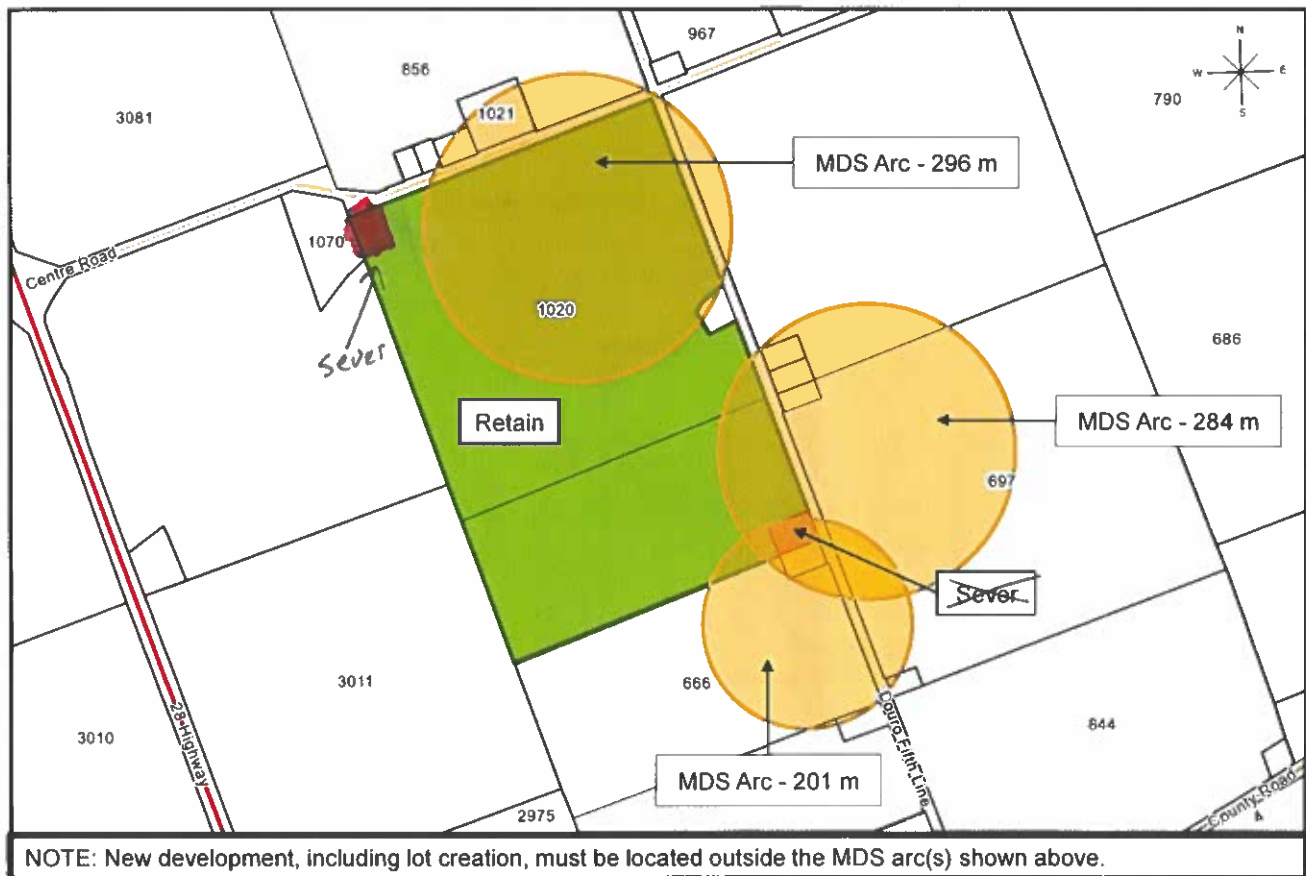 967
856
N
W
E
S
790
3081
1021
MDS Arc - 296 m
1070
Centre Road
1020
sever
686
Retain
MDS Arc - 284 m
697
Sever
666
3011
28 Highway
3010
Douro Fifth Line
844
MDS Arc - 201 m
2975
County Road
4
NOTE: New development, including lot creation, must be located outside the MDS arc(s) shown above.